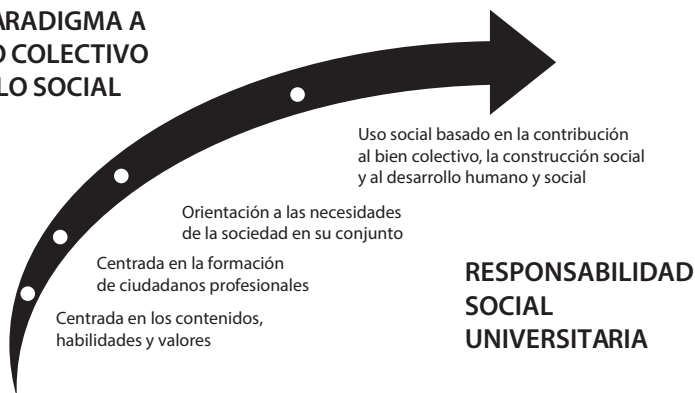 ARADIGMA A
O COLECTIVO
LO SOCIAL
Uso social basado en la contribución
al bien colectivo, la construcción social
y al desarrollo humano y social
Orientación a las necesidades
de la sociedad en su conjunto
Centrada en la formación
de ciudadanos profesionales
Centrada en los contenidos,
habilidades y valores
RESPONSABILIDAD
SOCIAL
UNIVERSITARIA